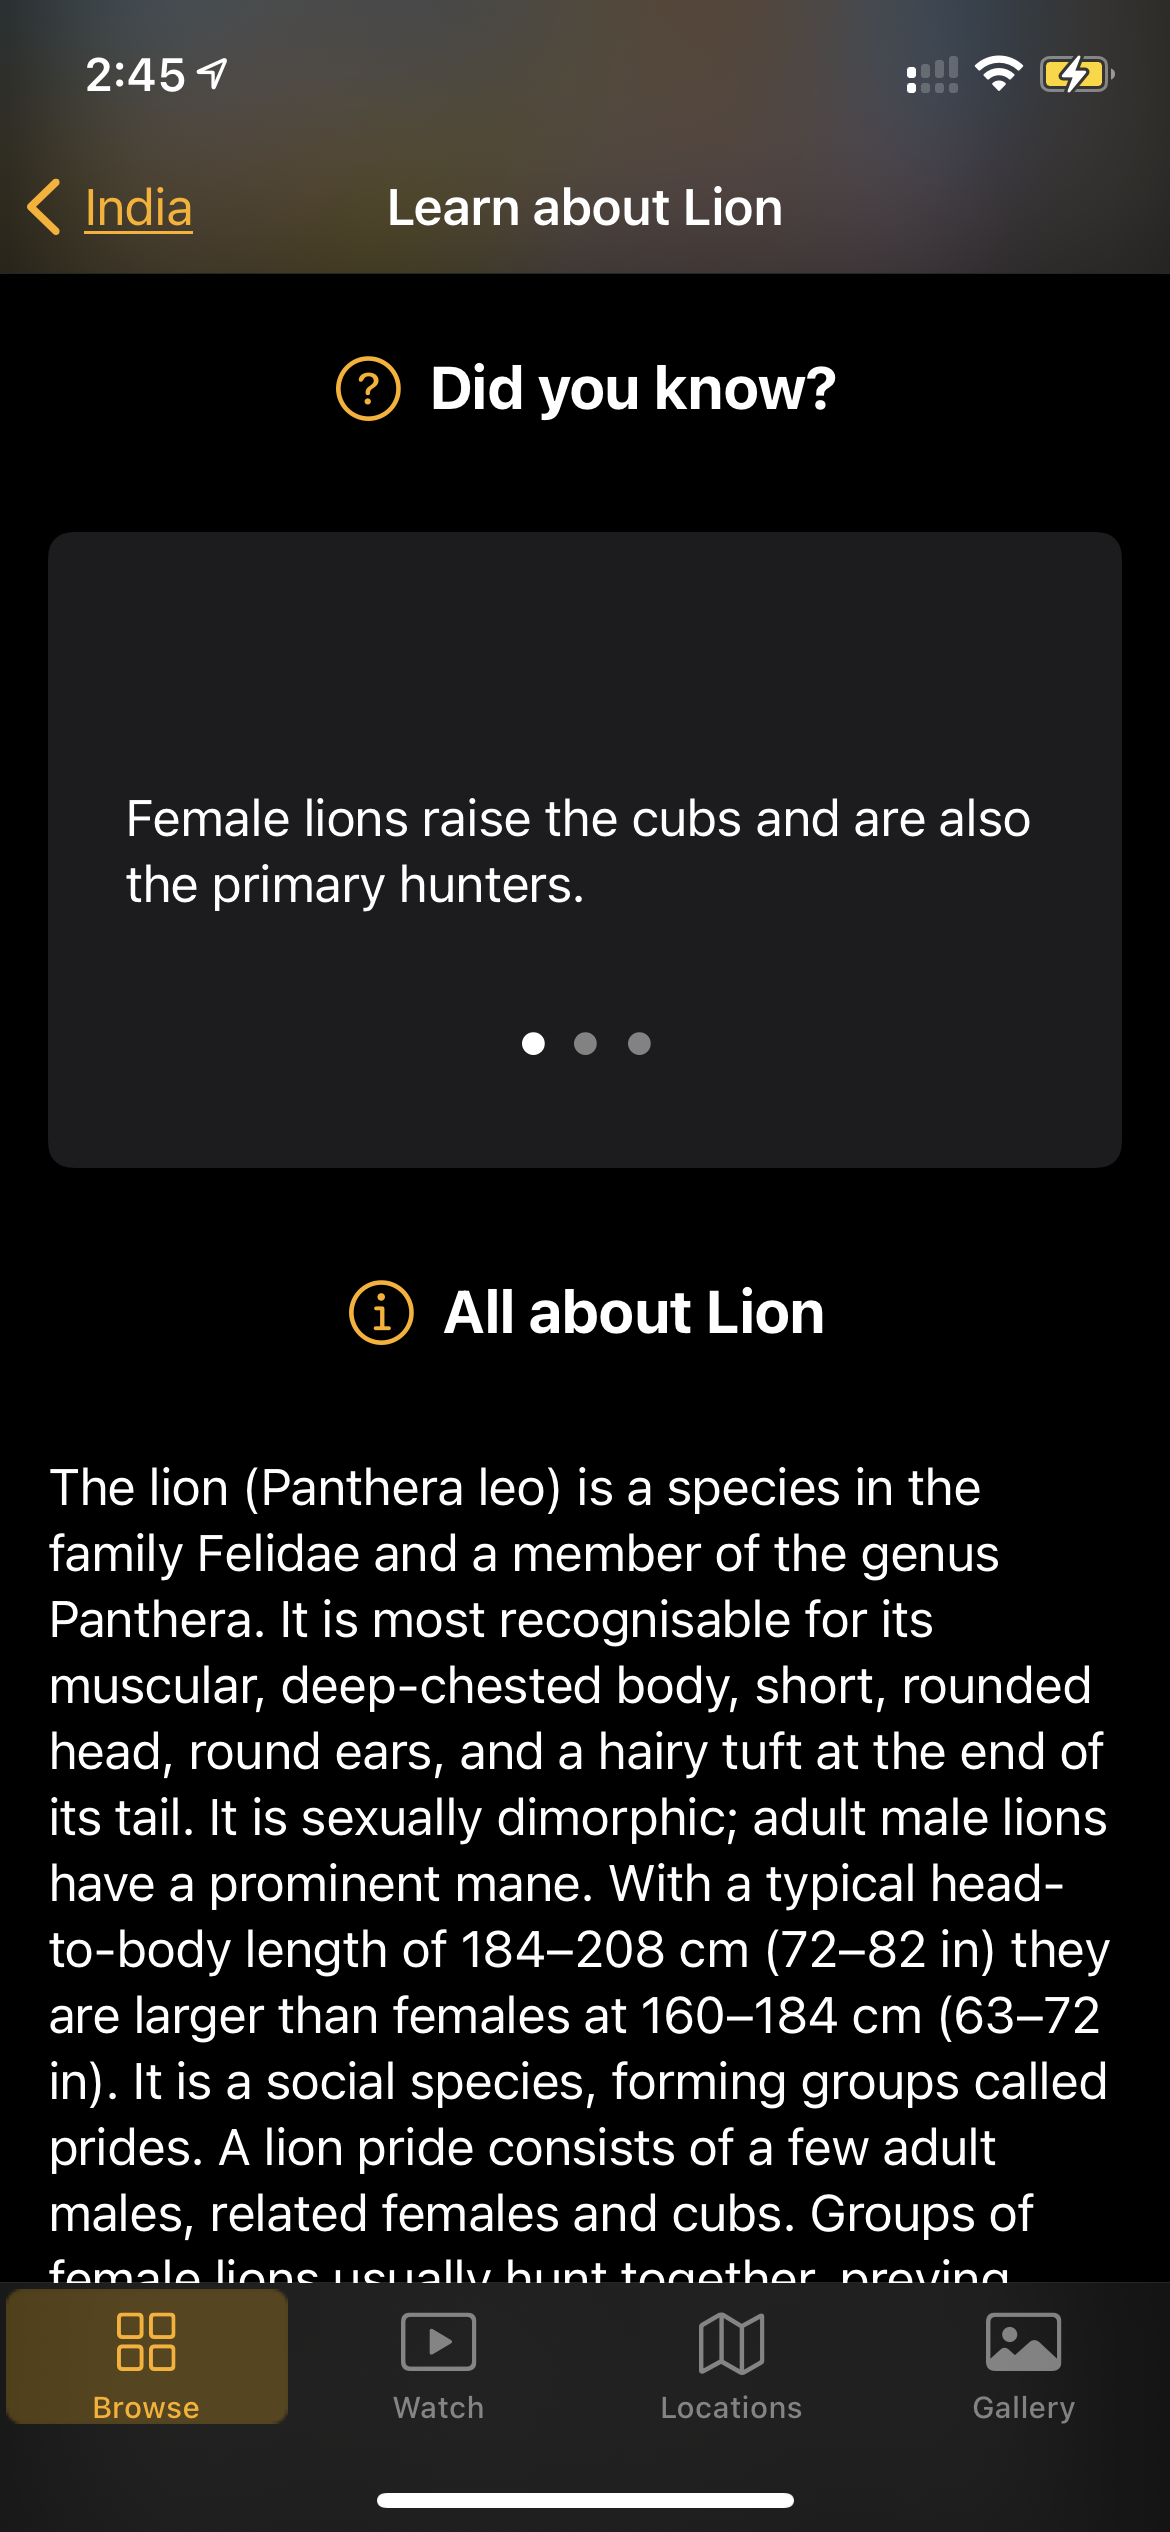 2:45
India
Learn about Lion
Did you know?
Female lions raise the cubs and are also
the primary hunters.
All about Lion
The lion (Panthera leo) is a species in the
family Felidae and a member of the genus
Panthera. It is most recognisable for its
muscular, deep-chested body, short, rounded
head, round ears, and a hairy tuft at the end of
its tail. It is sexually dimorphic; adult male lions
have a prominent mane. With a typical head-
to-body length of 184–208 cm (72–82 in) they
are larger than females at 160–184 cm (63–72
in). It is a social species, forming groups called
prides. A lion pride consists of a few adult
males, related females and cubs. Groups of
female lions usually hunt together, preying
Browse
Watch
Locations
Gallery